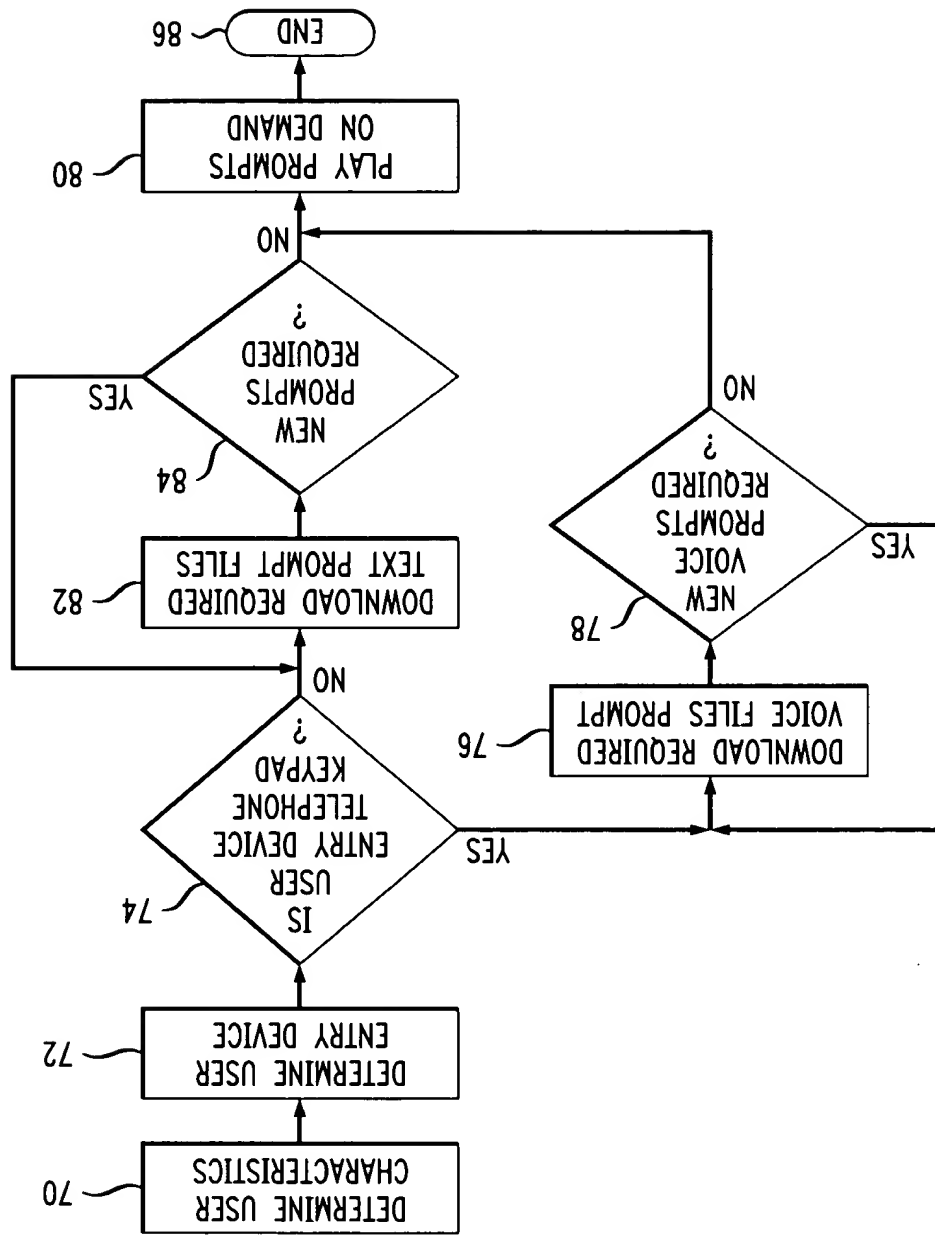 DETERMINE USER
CHARACTERISTICS
70
DETERMINE USER
ENTRY DEVICE
72
IS
USER
ENTRY DEVICE
TELEPHONE
KEYPAD
?
74
YES
NO
DOWNLOAD REQUIRED
VOICE FILES PROMPT
76
NEW
VOICE
PROMPTS
REQUIRED
?
78
YES
NO
DOWNLOAD REQUIRED
TEXT PROMPT FILES
82
NEW
PROMPTS
REQUIRED
?
84
YES
NO
PLAY PROMPTS
ON DEMAND
80
END
86